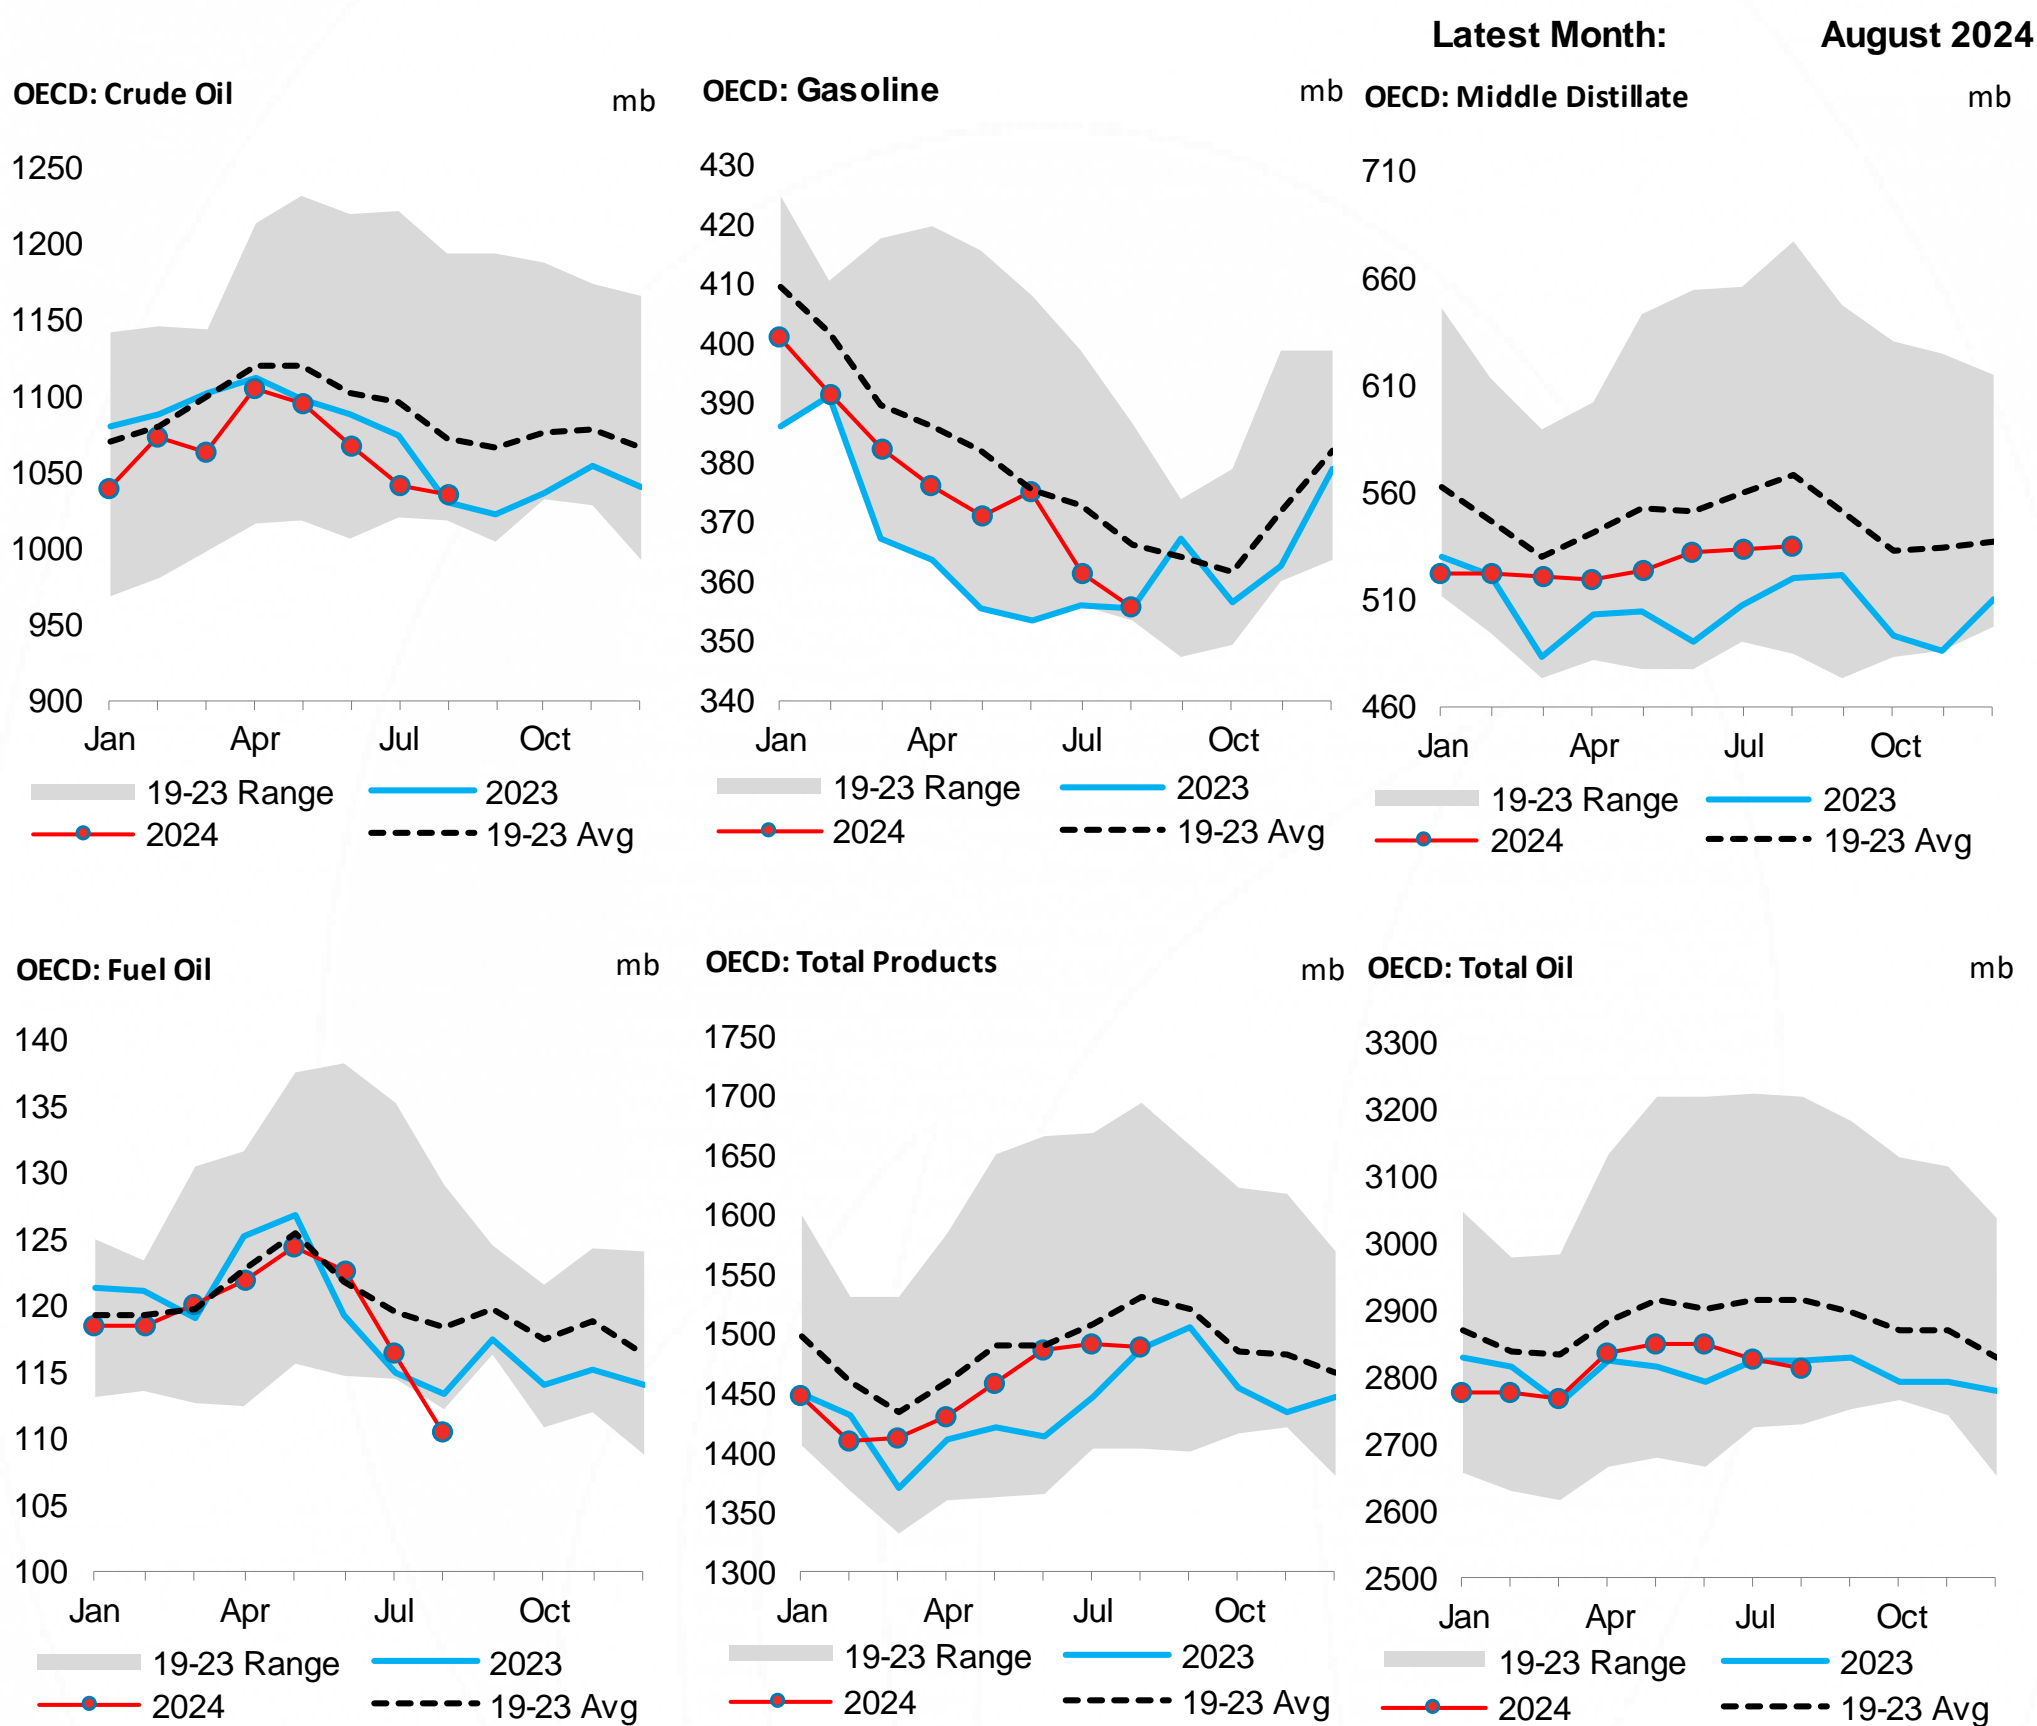 Latest Month: August 2024
OECD: Crude Oil mb
1250
1200
1150
1100
1050
1000
950
900
Jan Apr Jul Oct
19-23 Range 2023
2024 19-23 Avg
OECD: Gasoline mb
430
420
410
400
390
380
370
360
350
340
Jan Apr Jul Oct
19-23 Range 2023
2024 19-23 Avg
OECD: Middle Distillate mb
710
660
610
560
510
460
Jan Apr Jul Oct
19-23 Range 2023
2024 19-23 Avg
OECD: Fuel Oil mb
140
135
130
125
120
115
110
105
100
Jan Apr Jul Oct
19-23 Range 2023
2024 19-23 Avg
OECD: Total Products mb
1750
1700
1650
1600
1550
1500
1450
1400
1350
1300
Jan Apr Jul Oct
19-23 Range 2023
2024 19-23 Avg
OECD: Total Oil mb
3300
3200
3100
3000
2900
2800
2700
2600
2500
Jan Apr Jul Oct
19-23 Range 2023
2024 19-23 Avg